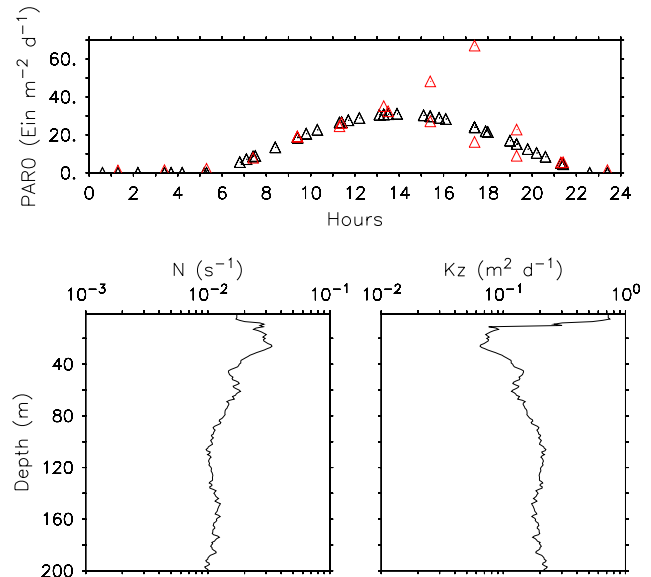 60.
40.
20.
0.
PAR0 (Ein m⁻² d⁻¹)
0 2 4 6 8 10 12 14 16 18 20 22 24
Hours
N (s⁻¹)
10⁻³ 10⁻² 10⁻¹
Kz (m² d⁻¹)
10⁻² 10⁻¹ 10⁰
Depth (m)
40
80
120
160
200